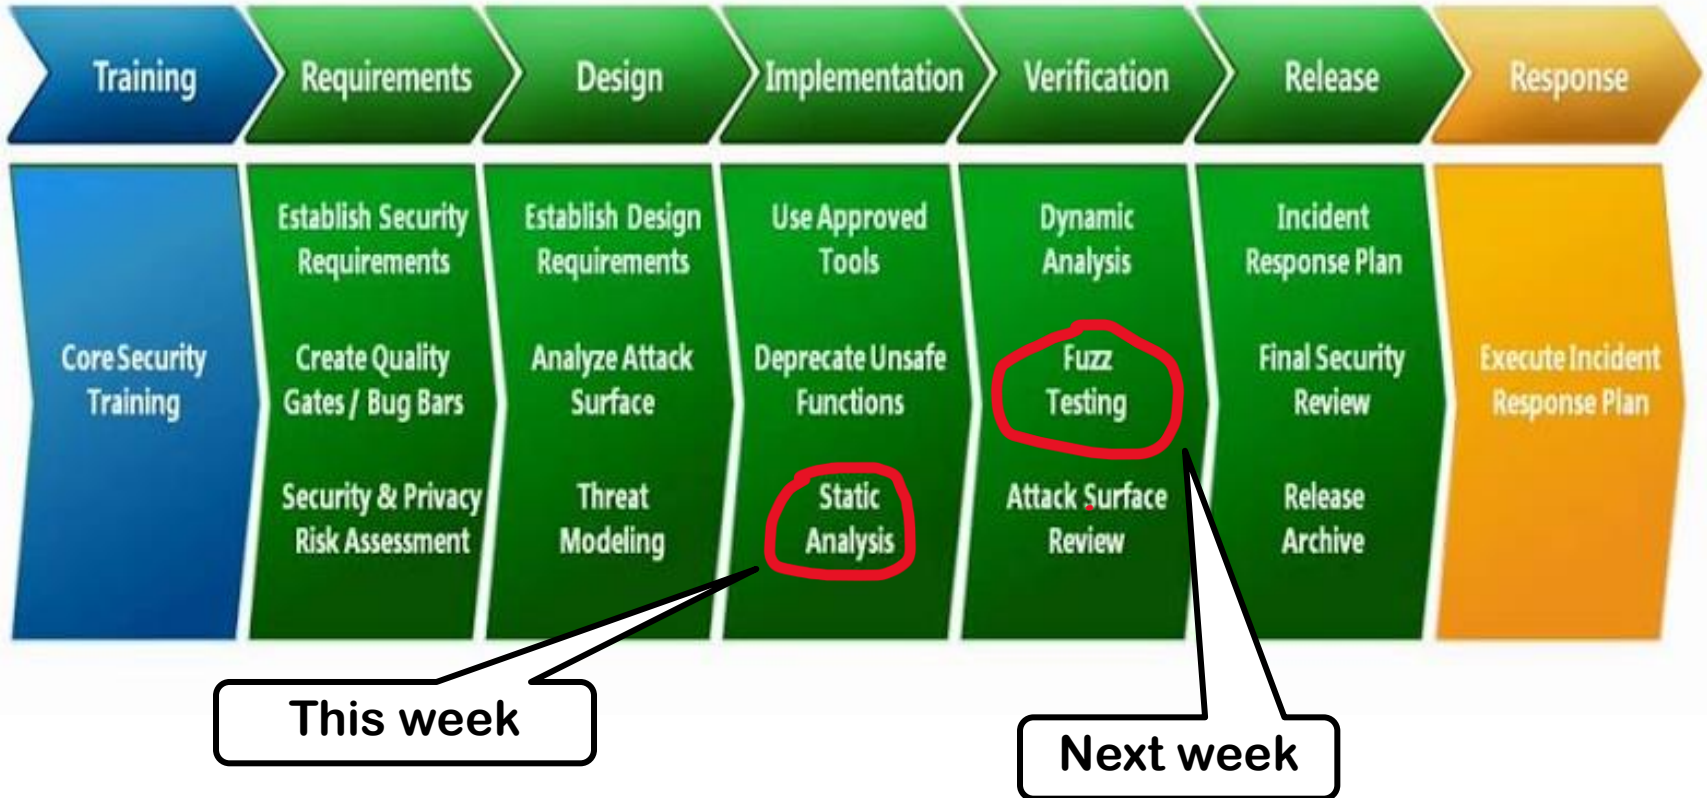 Training
Requirements
Design
Implementation
Verification
Release
Response
Core Security
Training
Establish Security
Requirements
Create Quality
Gates / Bug Bars
Security & Privacy
Risk Assessment
Establish Design
Requirements
Analyze Attack
Surface
Threat
Modeling
Use Approved
Tools
Deprecate Unsafe
Functions
Static
Analysis
Dynamic
Analysis
Fuzz
Testing
Attack Surface
Review
Incident
Response Plan
Final Security
Review
Release
Archive
Execute Incident
Response Plan
This week
Next week